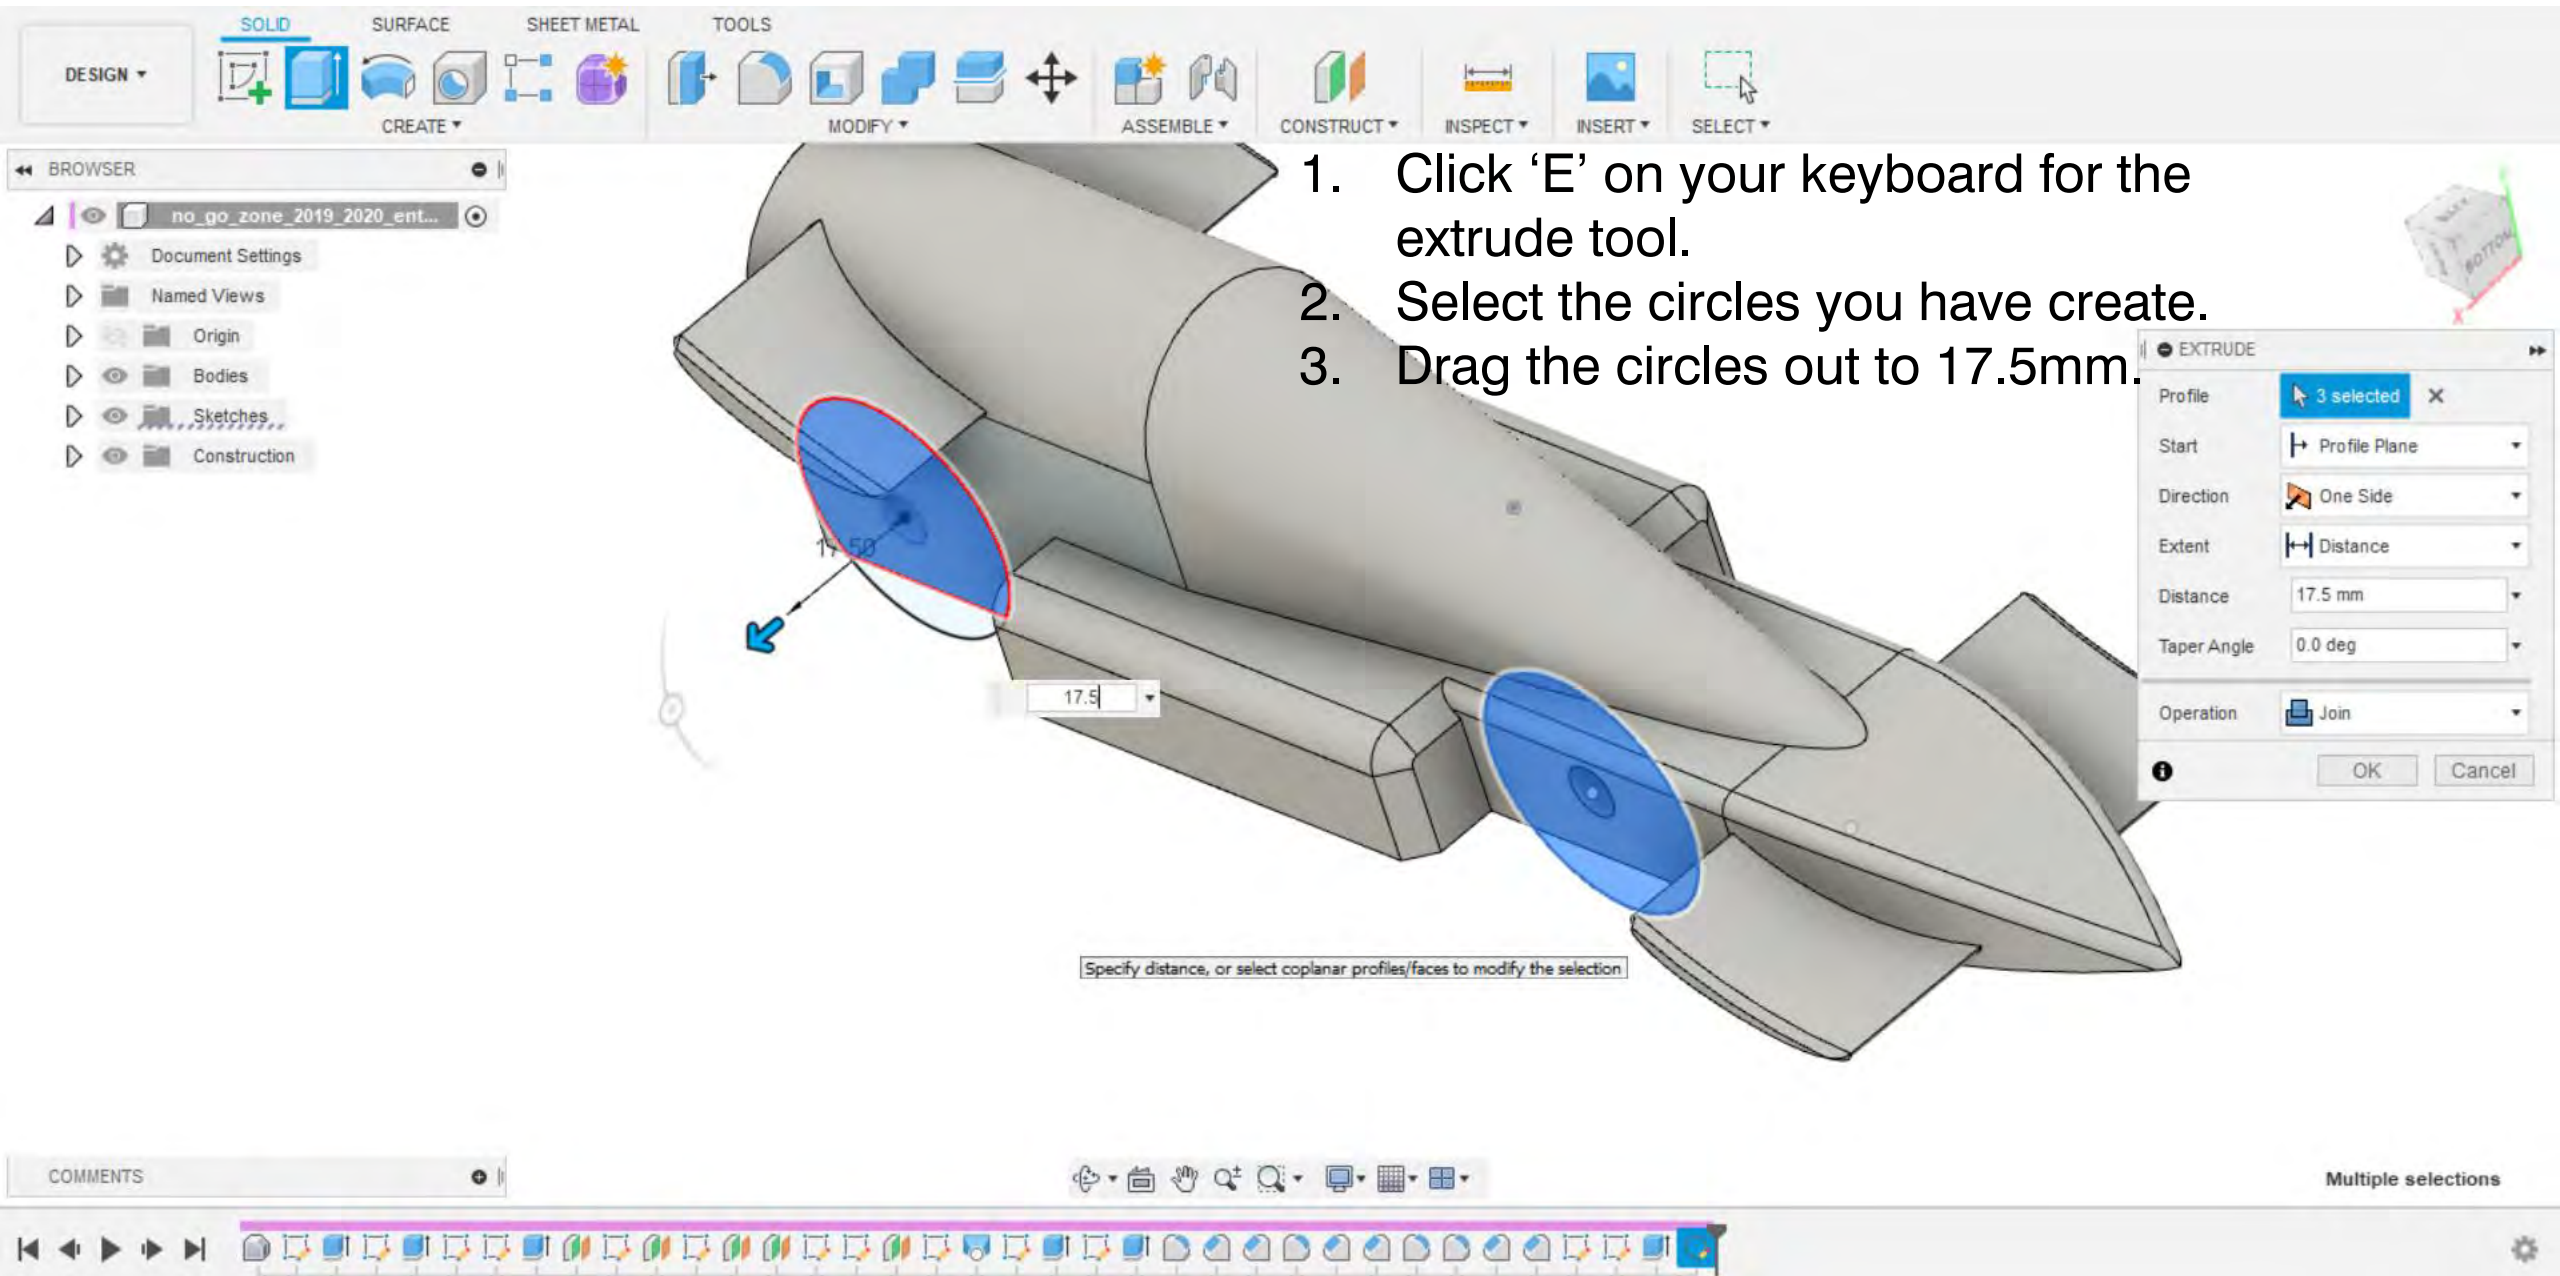 SOLID SURFACE SHEET METAL TOOLS
DESIGN
CREATE MODIFY ASSEMBLE CONSTRUCT INSPECT INSERT SELECT
BROWSER
no_go_zone_2019_2020_ent...
Document Settings
Named Views
Origin
Bodies
Sketches
Construction
1. Click ‘E’ on your keyboard for the
extrude tool.
2. Select the circles you have create.
3. Drag the circles out to 17.5mm.
BOTTOM
X
EXTRUDE
Profile 3 selected
Start Profile Plane
Direction One Side
Extent Distance
Distance 17.5 mm
Taper Angle 0.0 deg
Operation Join
OK Cancel
17.50
17.5
Specify distance, or select coplanar profiles/faces to modify the selection
COMMENTS
Multiple selections